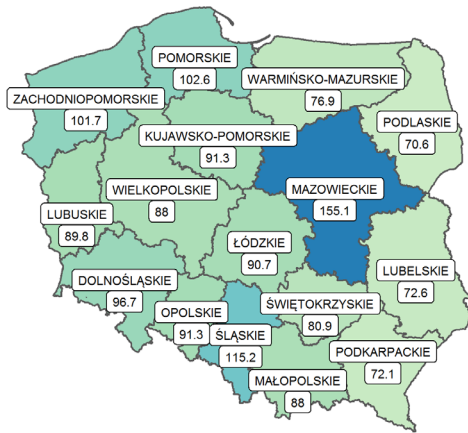 POMORSKIE
102.6
WARMIŃSKO-MAZURSKIE
76.9
ZACHODNIOPOMORSKIE
101.7
PODLASKIE
70.6
KUJAWSKO-POMORSKIE
91.3
WIELKOPOLSKIE
88
MAZOWIECKIE
155.1
LUBUSKIE
89.8
ŁÓDZKIE
90.7
LUBELSKIE
72.6
DOLNOŚLĄSKIE
96.7
ŚWIĘTOKRZYSKIE
80.9
OPOLSKIE
91.3
ŚLĄSKIE
115.2
PODKARPACKIE
72.1
MAŁOPOLSKIE
88